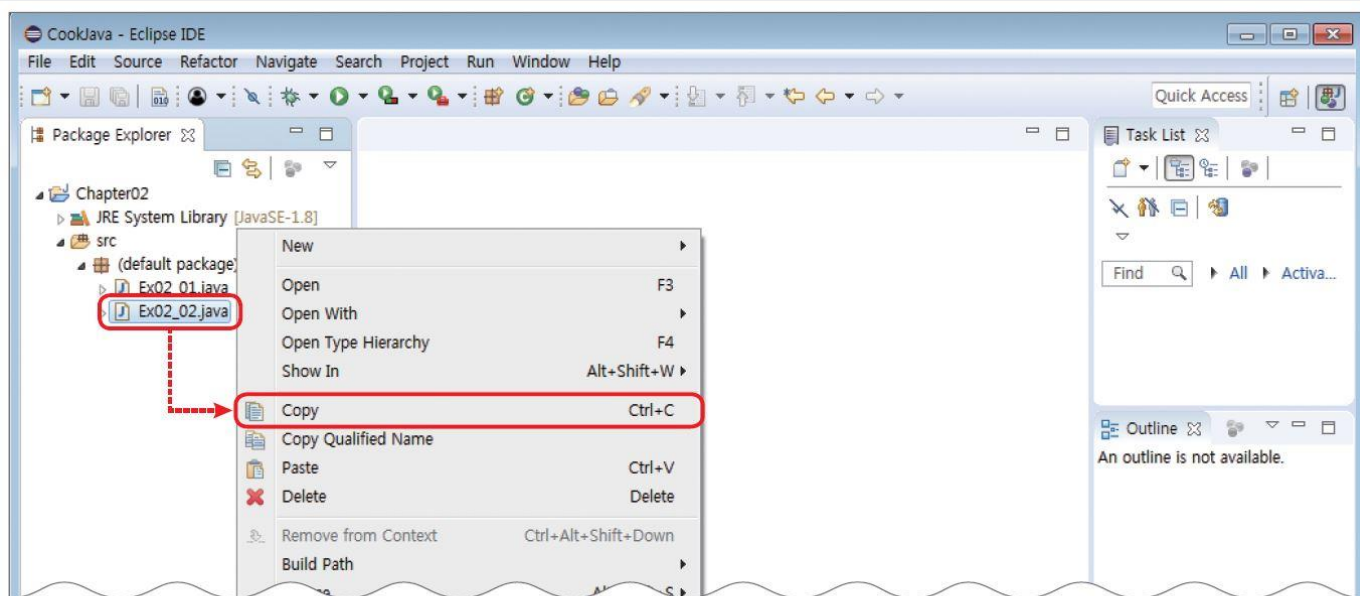 CookJava - Eclipse IDE
File Edit Source Refactor Navigate Search Project Run Window Help
Quick Access
Package Explorer
Task List
Chapter02
JRE System Library [JavaSE-1.8]
src
(default package)
Ex02_01.java
Ex02_02.java
New
Open F3
Open With
Open Type Hierarchy F4
Show In Alt+Shift+W
Copy Ctrl+C
Copy Qualified Name
Paste Ctrl+V
Delete Delete
Remove from Context Ctrl+Alt+Shift+Down
Build Path
Find All Activa...
Outline
An outline is not available.